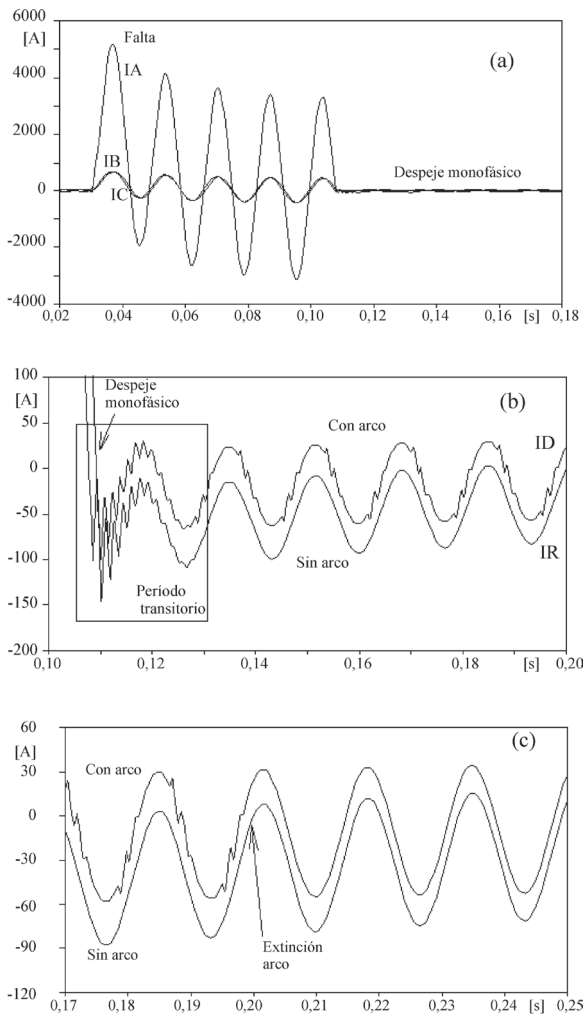 6000
[A]
Falta
IA
(a)
4000
2000
IB
IC
Despeje monofásico
0
-2000
-4000
0,02 0,04 0,06 0,08 0,10 0,12 0,14 0,16 [s] 0,18
100
[A]
Despeje
monofásico
(b)
50
Con arco
ID
0
-50
IR
Sin arco
-100
Período
transitorio
-150
-200
0,10 0,12 0,14 0,16 0,18 [s] 0,20
60
[A]
(c)
30
Con arco
0
-30
-60
Sin arco
Extinción
arco
-90
-120
0,17 0,18 0,19 0,20 0,21 0,22 0,23 0,24 [s] 0,25